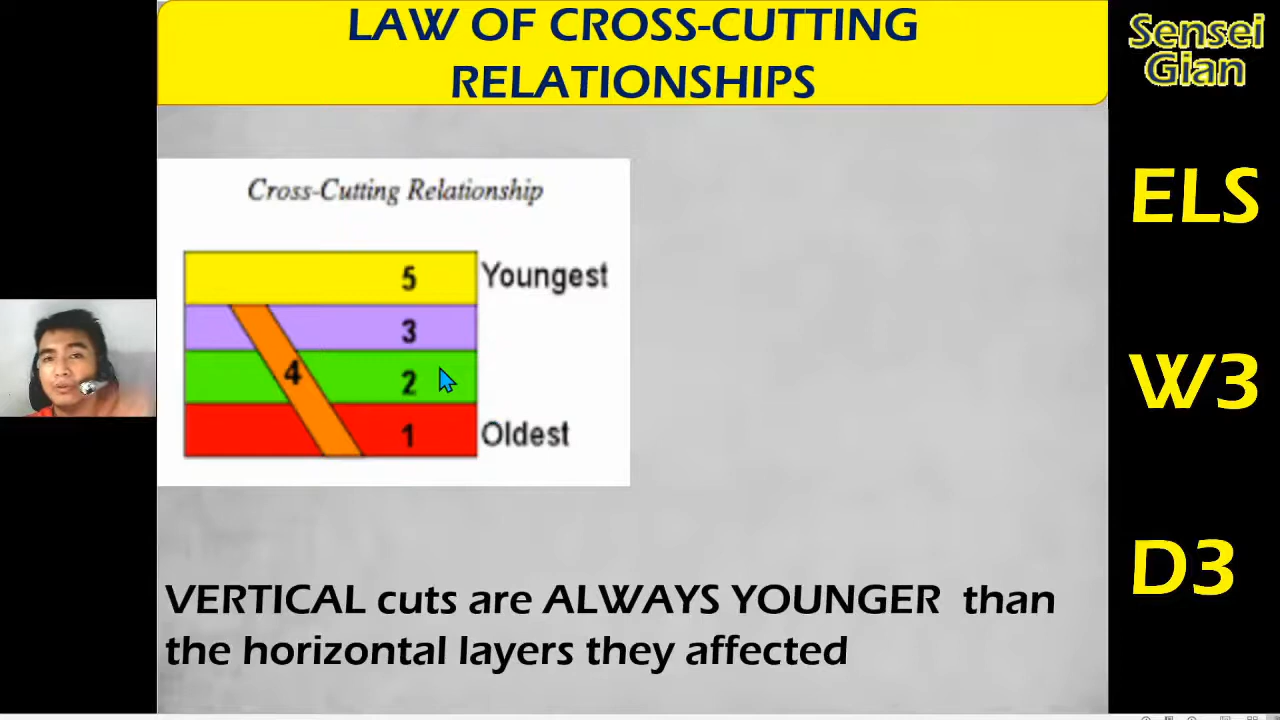 LAW OF CROSS-CUTTING
RELATIONSHIPS
Sensei
Gian
ELS
W3
D3
Cross-Cutting Relationship
5 Youngest
3
4
2
1 Oldest
VERTICAL cuts are ALWAYS YOUNGER than
the horizontal layers they affected